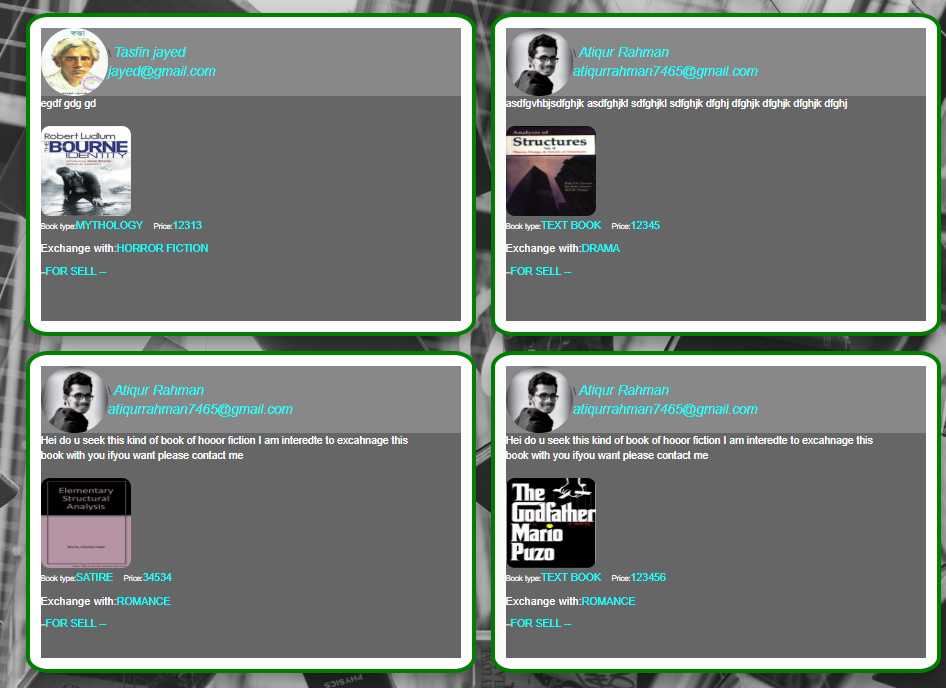 দত্তা
\ Tasfin jayed
jayed@gmail.com
egdf gdg gd
Robert Ludlum
THE BOURNE
IDENTITY
Book type:MYTHOLOGY Price:12313
Exchange with:HORROR FICTION
--FOR SELL --
\ Atiqur Rahman
atiqurrahman7465@gmail.com
asdfgvhbjsdfghjk asdfghjkl sdfghjkl sdfghjk dfghj dfghjk dfghjk dfghjk dfghj
Analysis of
Structures
Book type:TEXT BOOK Price:12345
Exchange with:DRAMA
--FOR SELL --
\ Atiqur Rahman
atiqurrahman7465@gmail.com
Hei do u seek this kind of book of hooor fiction I am interedte to excahnage this
book with you ifyou want please contact me
Elementary
Structural
Analysis
Book type:SATIRE Price:34534
Exchange with:ROMANCE
--FOR SELL --
\ Atiqur Rahman
atiqurrahman7465@gmail.com
Hei do u seek this kind of book of hooor fiction I am interedte to excahnage this
book with you ifyou want please contact me
The
Godfather
Mario
Puzo
Book type:TEXT BOOK Price:123456
Exchange with:ROMANCE
--FOR SELL --
PHYSICS